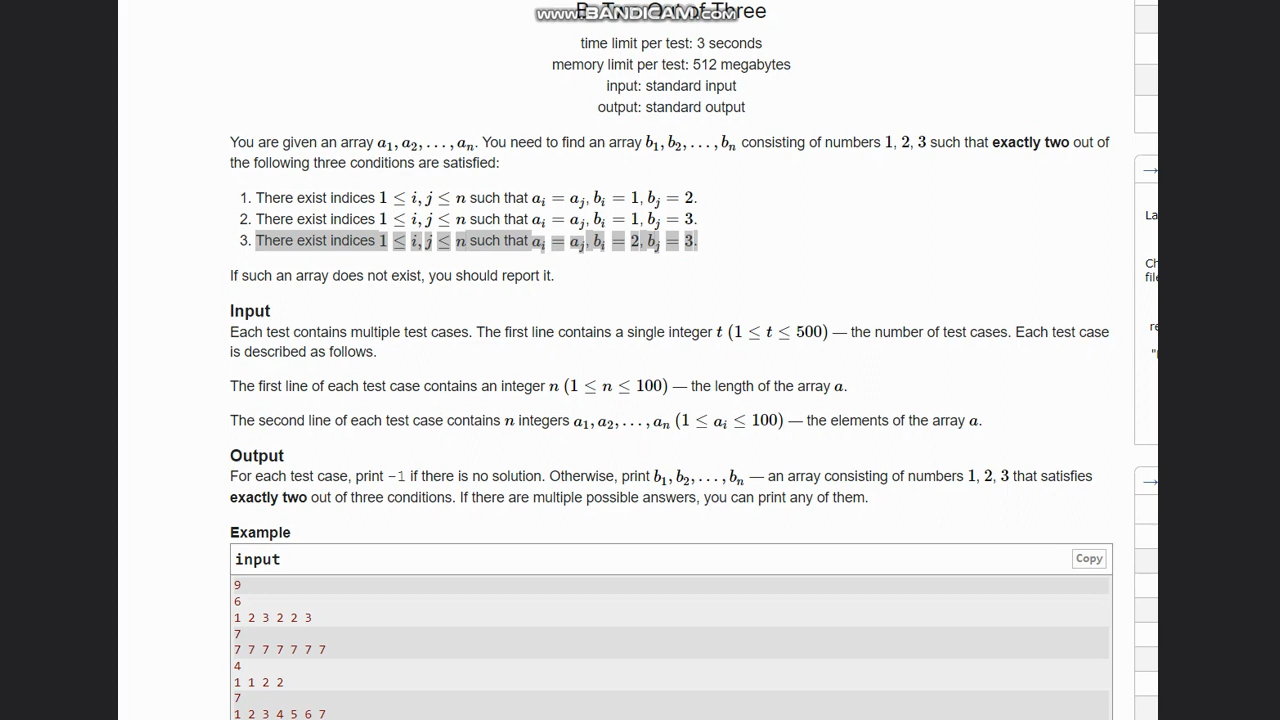 www.BANDICAM.com
B. Two Out of Three
time limit per test: 3 seconds
memory limit per test: 512 megabytes
input: standard input
output: standard output
You are given an array a₁, a₂, . . . , aₙ. You need to find an array b₁, b₂, . . . , bₙ consisting of numbers 1, 2, 3 such that exactly two out of
the following three conditions are satisfied:
1. There exist indices 1 ≤ i, j ≤ n such that aᵢ = aⱼ, bᵢ = 1, bⱼ = 2.
2. There exist indices 1 ≤ i, j ≤ n such that aᵢ = aⱼ, bᵢ = 1, bⱼ = 3.
3. There exist indices 1 ≤ i, j ≤ n such that aᵢ = aⱼ, bᵢ = 2, bⱼ = 3.
If such an array does not exist, you should report it.
Input
Each test contains multiple test cases. The first line contains a single integer t (1 ≤ t ≤ 500) — the number of test cases. Each test case
is described as follows.
The first line of each test case contains an integer n (1 ≤ n ≤ 100) — the length of the array a.
The second line of each test case contains n integers a₁, a₂, . . . , aₙ (1 ≤ aᵢ ≤ 100) — the elements of the array a.
Output
For each test case, print -1 if there is no solution. Otherwise, print b₁, b₂, . . . , bₙ — an array consisting of numbers 1, 2, 3 that satisfies
exactly two out of three conditions. If there are multiple possible answers, you can print any of them.
Example
input
Copy
9
6
1 2 3 2 2 3
7
7 7 7 7 7 7 7
4
1 1 2 2
7
1 2 3 4 5 6 7
→
La
Ch
file
→